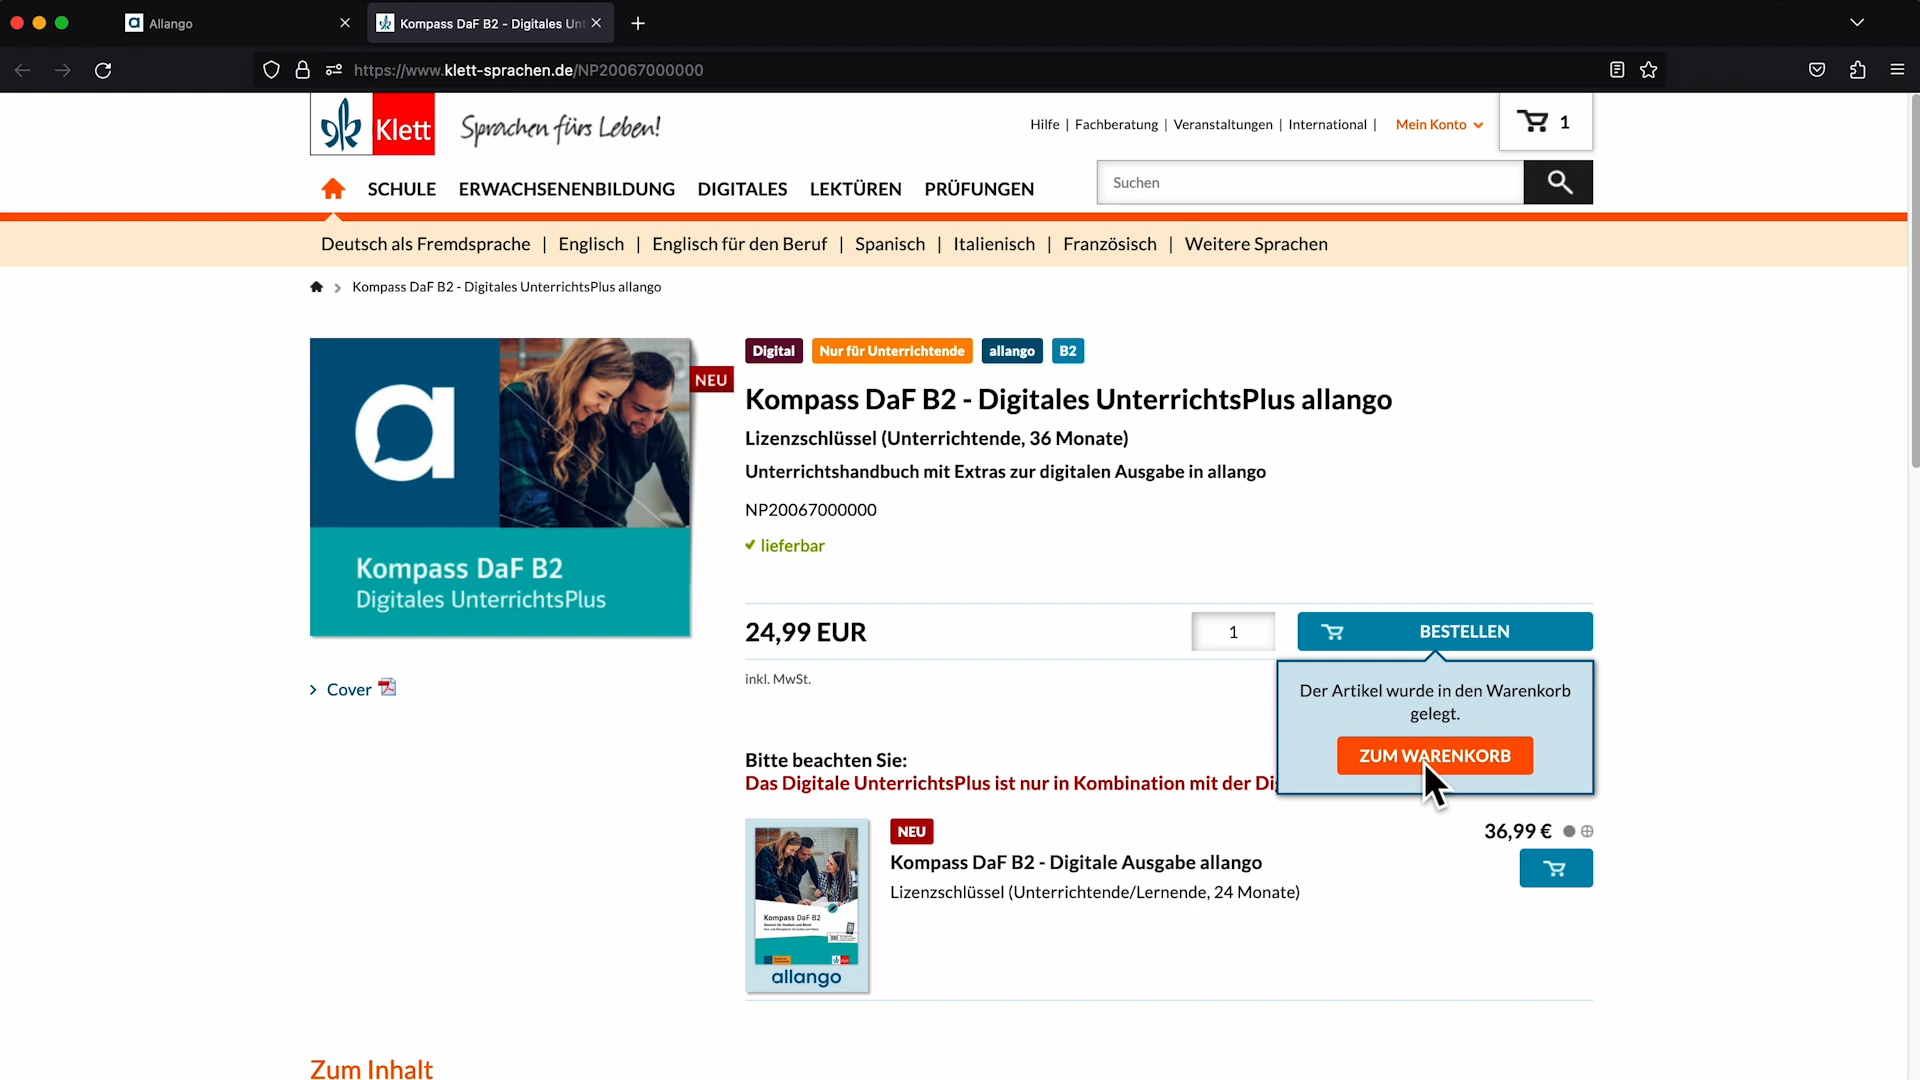 Allango
Kompass DaF B2 - Digitales Unt
https://www.klett-sprachen.de/NP20067000000
Klett
Sprachen fürs Leben!
Hilfe | Fachberatung | Veranstaltungen | International | Mein Konto
1
SCHULE ERWACHSENENBILDUNG DIGITALES LEKTÜREN PRÜFUNGEN
Suchen
Deutsch als Fremdsprache | Englisch | Englisch für den Beruf | Spanisch | Italienisch | Französisch | Weitere Sprachen
Kompass DaF B2 - Digitales UnterrichtsPlus allango
Digital Nur für Unterrichtende allango B2
NEU
Kompass DaF B2 - Digitales UnterrichtsPlus allango
Lizenzschlüssel (Unterrichtende, 36 Monate)
Unterrichtshandbuch mit Extras zur digitalen Ausgabe in allango
NP20067000000
lieferbar
Kompass DaF B2
Digitales UnterrichtsPlus
24,99 EUR
1
BESTELLEN
inkl. MwSt.
Cover
Der Artikel wurde in den Warenkorb
gelegt.
ZUM WARENKORB
Bitte beachten Sie:
Das Digitale UnterrichtsPlus ist nur in Kombination mit der Di
NEU
36,99 €
Kompass DaF B2 - Digitale Ausgabe allango
Lizenzschlüssel (Unterrichtende/Lernende, 24 Monate)
Kompass DaF B2
allango
Zum Inhalt